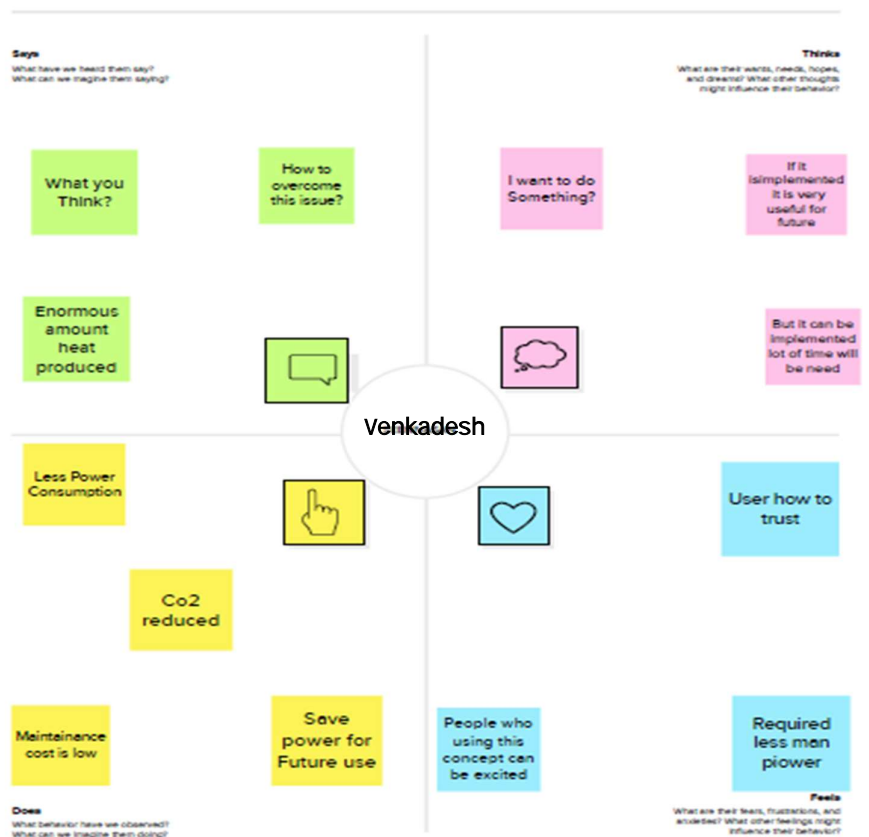 Says
What have we heard them say?
What can we imagine them saying?
Thinks
What are their wants, needs, hopes,
and dreams? What other thoughts
might influence their behavior?
What you
Think?
How to
overcome
this issue?
I want to do
Something?
If it
isimplemented
it is very
useful for
future
Enormous
amount
heat
produced
But it can be
implemented
lot of time will
be need
Venkadesh
Less Power
Consumption
User how to
trust
Co2
reduced
Maintainance
cost is low
Save
power for
Future use
People who
using this
concept can
be excited
Required
less man
piower
Does
What behavior have we observed?
What can we imagine them doing?
Feels
What are their fears, frustrations, and
anxieties? What other feelings might
influence their behavior?